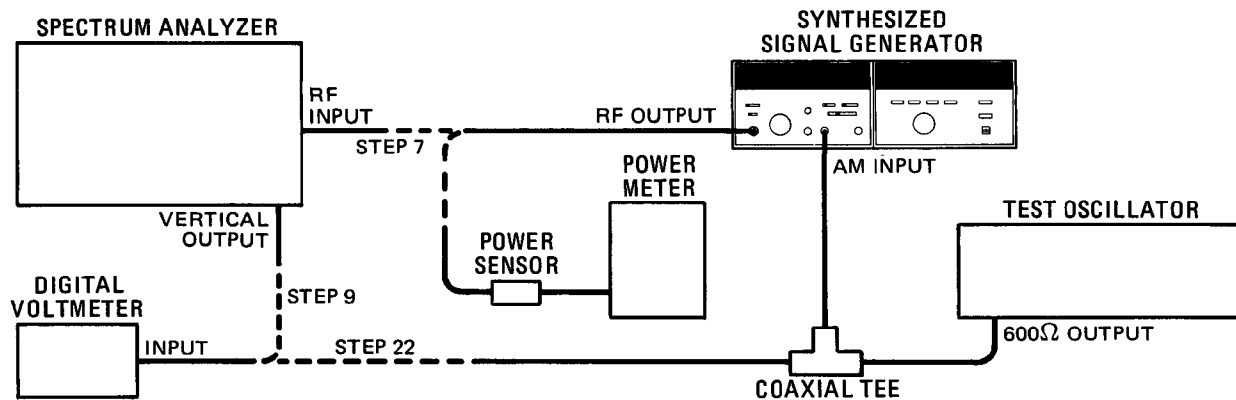 SPECTRUM ANALYZER
SYNTHESIZED
SIGNAL GENERATOR
RF
INPUT
STEP 7
RF OUTPUT
AM INPUT
POWER
METER
TEST OSCILLATOR
VERTICAL
OUTPUT
POWER
SENSOR
DIGITAL
VOLTMETER
STEP 9
INPUT
STEP 22
600Ω OUTPUT
COAXIAL TEE